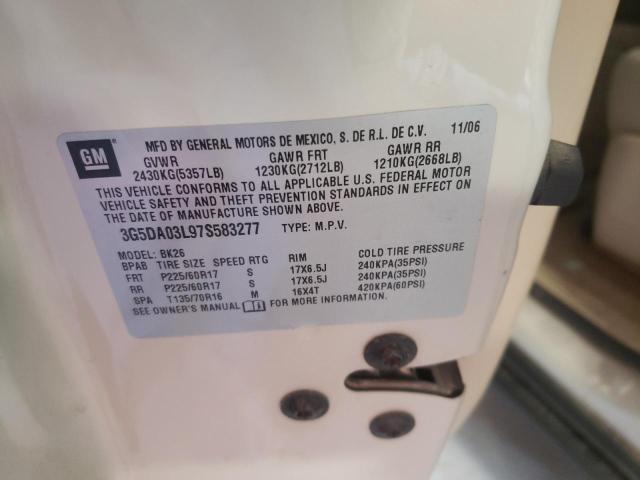 GM
MFD BY GENERAL MOTORS DE MEXICO, S. DE R.L. DE C.V. 11/06
GVWR GAWR FRT GAWR RR
2430KG(5357LB) 1230KG(2712LB) 1210KG(2668LB)
THIS VEHICLE CONFORMS TO ALL APPLICABLE U.S. FEDERAL MOTOR
VEHICLE SAFETY AND THEFT PREVENTION STANDARDS IN EFFECT ON
THE DATE OF MANUFACTURE SHOWN ABOVE.
3G5DA03L97S583277 TYPE: M.P.V.
MODEL: BK26
BPAB TIRE SIZE SPEED RTG RIM COLD TIRE PRESSURE
FRT P225/60R17 S 17X6.5J 240KPA(35PSI)
RR P225/60R17 S 17X6.5J 240KPA(35PSI)
SPA T135/70R16 M 16X4T 420KPA(60PSI)
SEE OWNER'S MANUAL FOR MORE INFORMATION.